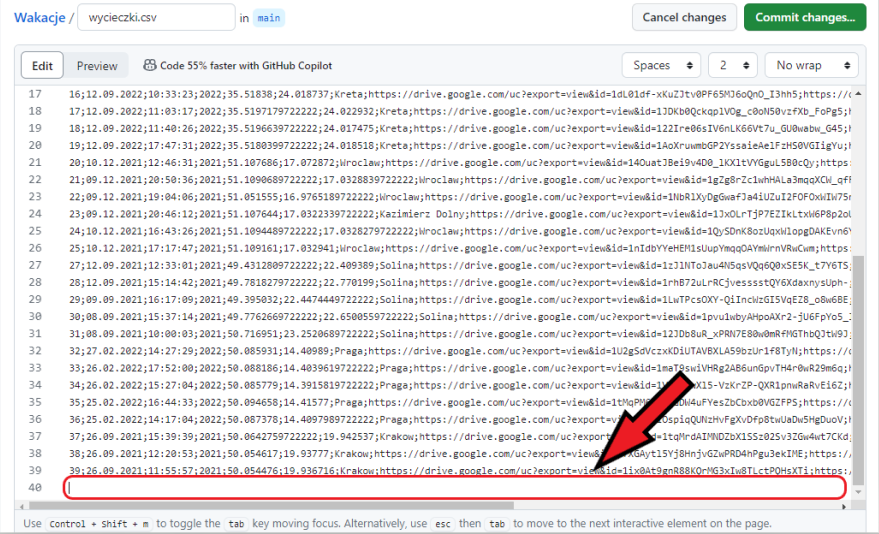 Wakacje / wycieczki.csv in main Cancel changes Commit changes...
Edit Preview Code 55% faster with GitHub Copilot Spaces 2 No wrap
17 16;12.09.2022;10:33:23;2022;35.51838;24.018737;Kreta;https://drive.google.com/uc?export=view&id=1dL01df-xKuZJtv0PF65MJ6oQnO_I3hh5;https://
18 17;12.09.2022;11:03:17;2022;35.5197179722222;24.022932;Kreta;https://drive.google.com/uc?export=view&id=1JDKb0QckqplVOg_c0oN50vzfXb_FoPg5;
19 18;12.09.2022;11:40:26;2022;35.5196639722222;24.017475;Kreta;https://drive.google.com/uc?export=view&id=122Ire06sIV6nLK66Vt7u_GU0wabw_G45;
20 19;12.09.2022;17:47:31;2022;35.5180399722222;24.018518;Kreta;https://drive.google.com/uc?export=view&id=1AoXruwmbGP2YssaieAelFzHS0VGIigYu;
21 20;10.12.2021;12:46:31;2021;51.107686;17.072872;Wroclaw;https://drive.google.com/uc?export=view&id=14OuatJBei9v4D0_lKXltVYGguL5B0cQy;https
22 21;09.12.2021;20:50:36;2021;51.1090689722222;17.0328839722222;Wroclaw;https://drive.google.com/uc?export=view&id=1gZg8rZc1whHALa3mqqXCW_
23 22;09.12.2021;19:04:06;2021;51.051555;16.9765189722222;Wroclaw;https://drive.google.com/uc?export=view&id=1NbRlXyDgGwafJa4iUZuI2FOFOxWIW75
24 23;09.12.2021;20:46:12;2021;51.107644;17.0322339722222;Kazimierz Dolny;https://drive.google.com/uc?export=view&id=1JxOLrTjP7EZIkLtxW6P8p2o
25 24;10.12.2021;16:43:26;2021;51.1094489722222;17.0328279722222;Wroclaw;https://drive.google.com/uc?export=view&id=1QySDnK8ozUqxWlopgDAKEvn6
26 25;10.12.2021;17:17:47;2021;51.109161;17.032941;Wroclaw;https://drive.google.com/uc?export=view&id=1nIdbYYeHEM1sUupYmqqOAYmWrnVRwCwm;https
27 27;12.09.2021;12:33:01;2021;49.4312809722222;22.409389;Solina;https://drive.google.com/uc?export=view&id=1zJlNToJau4N5qsVQq6Q0xSE5K_t7Y6TS;
28 28;12.09.2021;15:14:42;2021;49.7818279722222;22.770199;Solina;https://drive.google.com/uc?export=view&id=1rhB72uLrRCjvesssstQY6XdaxnysUph-
29 29;09.09.2021;16:17:09;2021;49.395032;22.4474449722222;Solina;https://drive.google.com/uc?export=view&id=1LwTPcsOXY-QiIncWzGI5VqEZ8_o8w6BE
30 30;08.09.2021;15:37:14;2021;49.7762669722222;22.6500559722222;Solina;https://drive.google.com/uc?export=view&id=1pvu1wbyAHpoAXr2-jU6FpYo5_
31 31;08.09.2021;10:00:03;2021;50.716951;23.2520689722222;Solina;https://drive.google.com/uc?export=view&id=12JDb8uR_xPRN7E80w0mRfMGThbQJtW9J
32 32;27.02.2022;14:27:29;2022;50.085931;14.40989;Praga;https://drive.google.com/uc?export=view&id=1U2gSdVczxKDiUTAVBXLA59bzUr1f8TyN;https://
33 33;26.02.2022;17:52:00;2022;50.088186;14.4039619722222;Praga;https://drive.google.com/uc?export=view&id=1maT9swiVHRg2AB6unGpvTH4r0wR29m6q;
34 34;26.02.2022;15:27:04;2022;50.085779;14.3915819722222;Praga;https://drive.google.com/uc?export=view&id=
35 35;25.02.2022;16:44:33;2022;50.094658;14.41577;Praga;https://drive.google.com/uc?export=view&id=
36 36;25.02.2022;14:17:04;2022;50.087378;14.4097989722222;Praga;https://drive.google.com/uc?export=view&id=
37 37;26.09.2021;15:39:39;2021;50.0642759722222;19.942537;Krakow;https://drive.google.com/uc?export=view&id=1tqMrdAIMNDZbX1SSz02Sv3ZGw4wt7CKd
38 38;26.09.2021;12:20:53;2021;50.054617;19.93777;Krakow;https://drive.google.com/uc?export=view&id=
39 39;26.09.2021;11:55:57;2021;50.054476;19.936716;Krakow;https://drive.google.com/uc?export=view&id=1ix0At9gnR88KQrMG3xIw8TLctPQHsXTi;https:
40
Use Control + Shift + m to toggle the tab key moving focus. Alternatively, use esc then tab to move to the next interactive element on the page.